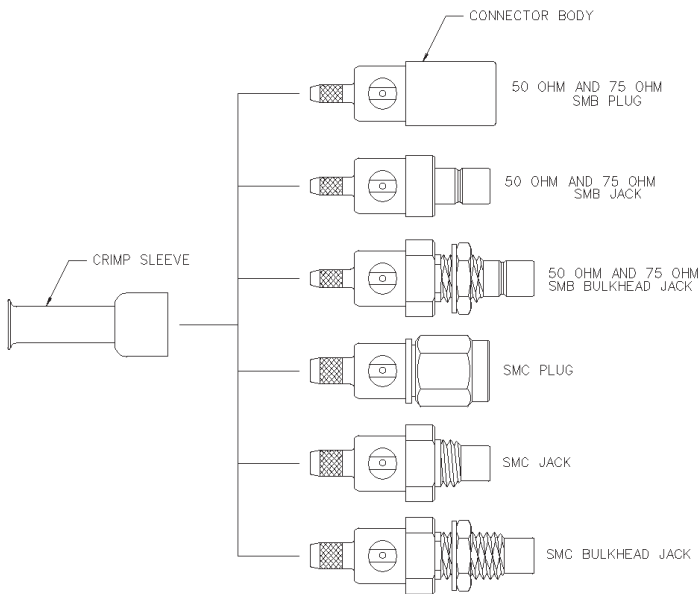 CONNECTOR BODY
50 OHM AND 75 OHM
SMB PLUG
50 OHM AND 75 OHM
SMB JACK
CRIMP SLEEVE
50 OHM AND 75 OHM
SMB BULKHEAD JACK
SMC PLUG
SMC JACK
SMC BULKHEAD JACK